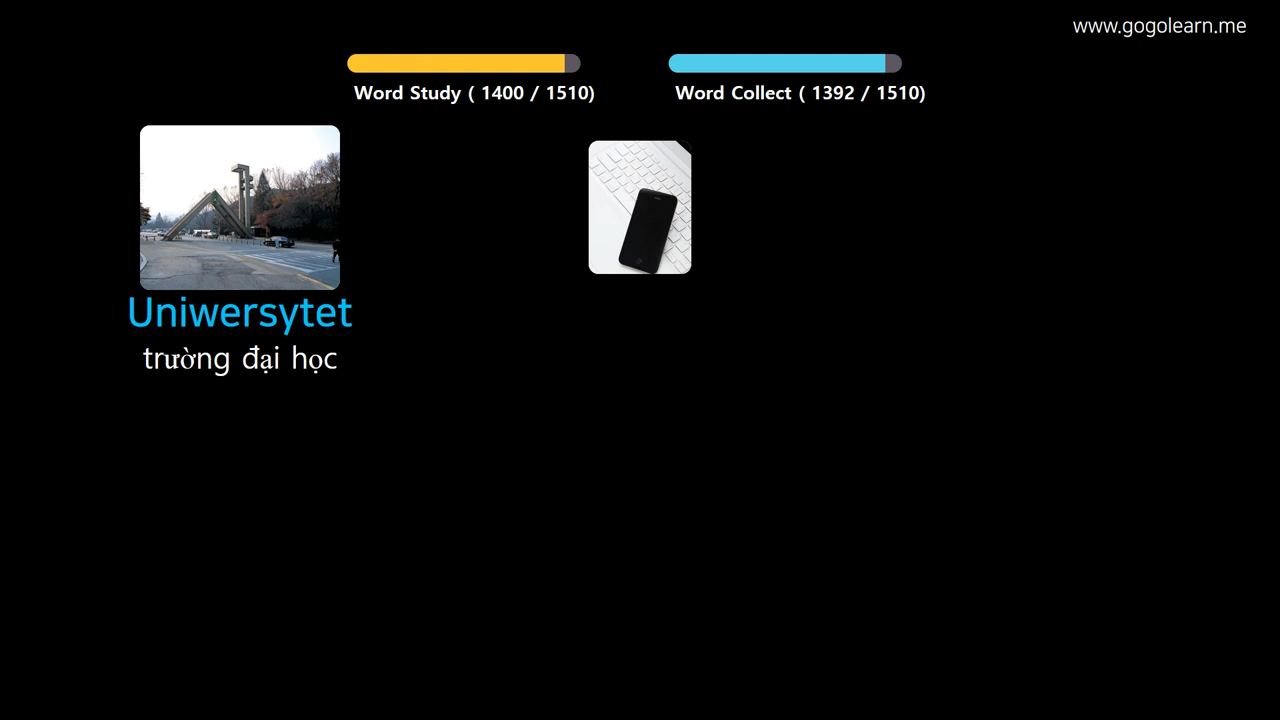 www.gogolearn.me
Word Study ( 1400 / 1510)
Word Collect ( 1392 / 1510)
Uniwersytet
trường đại học